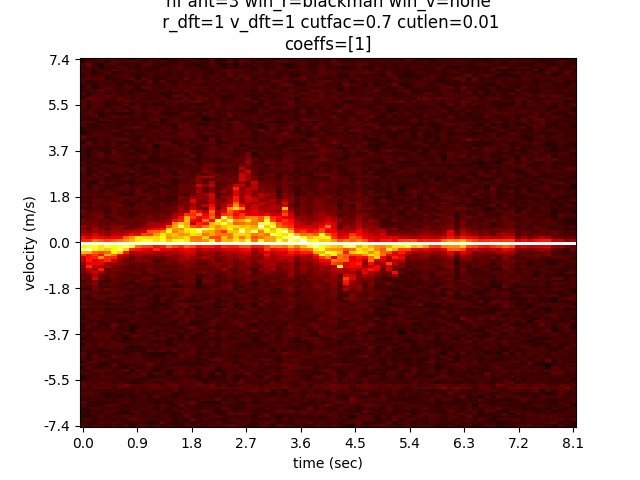 ant=3 win_r=blackman win_v=none
r_dft=1 v_dft=1 cutfac=0.7 cutlen=0.01
coeffs=[1]
7.4
5.5
3.7
1.8
0.0
-1.8
-3.7
-5.5
-7.4
velocity (m/s)
0.0 0.9 1.8 2.7 3.6 4.5 5.4 6.3 7.2 8.1
time (sec)